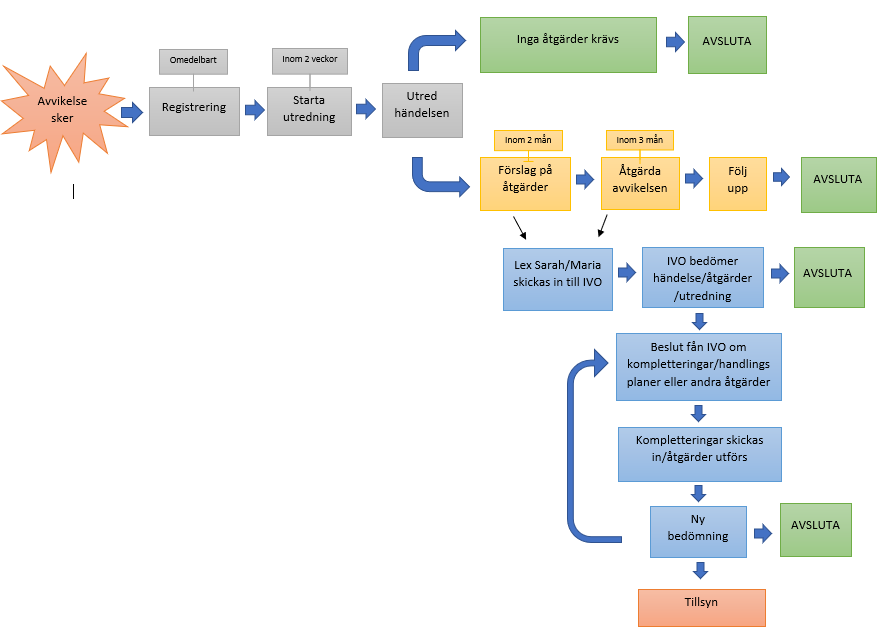 Avvikelse
sker
Omedelbart
Registrering
Inom 2 veckor
Starta
utredning
Utred
händelsen
Inga åtgärder krävs
AVSLUTA
Inom 2 mån
Förslag på
åtgärder
Inom 3 mån
Åtgärda
avvikelsen
Följ
upp
AVSLUTA
Lex Sarah/Maria
skickas in till IVO
IVO bedömer
händelse/åtgärder
/utredning
AVSLUTA
Beslut fån IVO om
kompletteringar/handlings
planer eller andra åtgärder
Kompletteringar skickas
in/åtgärder utförs
Ny
bedömning
AVSLUTA
Tillsyn